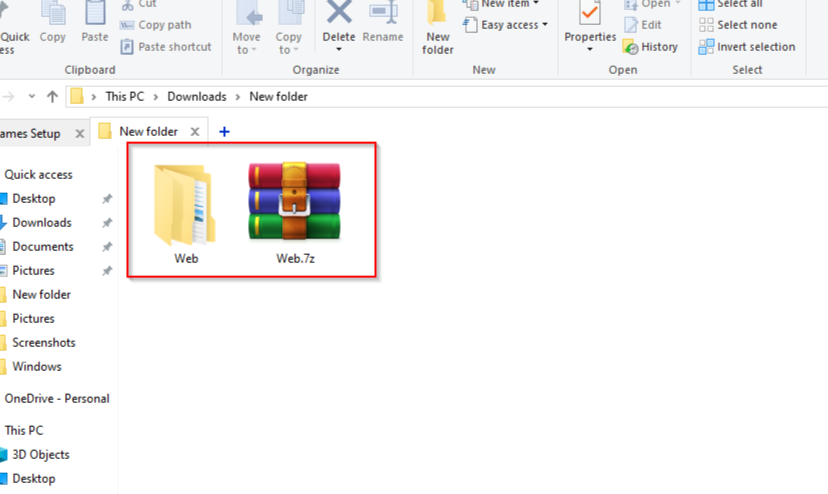 Cut
New item
Open
Select all
Quick
Copy
Paste
Copy path
Move
Copy
Delete
Rename
New
Easy access
Properties
Edit
Select none
Paste shortcut
to
to
folder
History
Invert selection
Clipboard
Organize
New
Open
Select
This PC > Downloads > New folder
ames Setup
New folder
Quick access
Desktop
Downloads
Documents
Pictures
New folder
Pictures
Screenshots
Windows
OneDrive - Personal
This PC
3D Objects
Desktop
Web
Web.7z